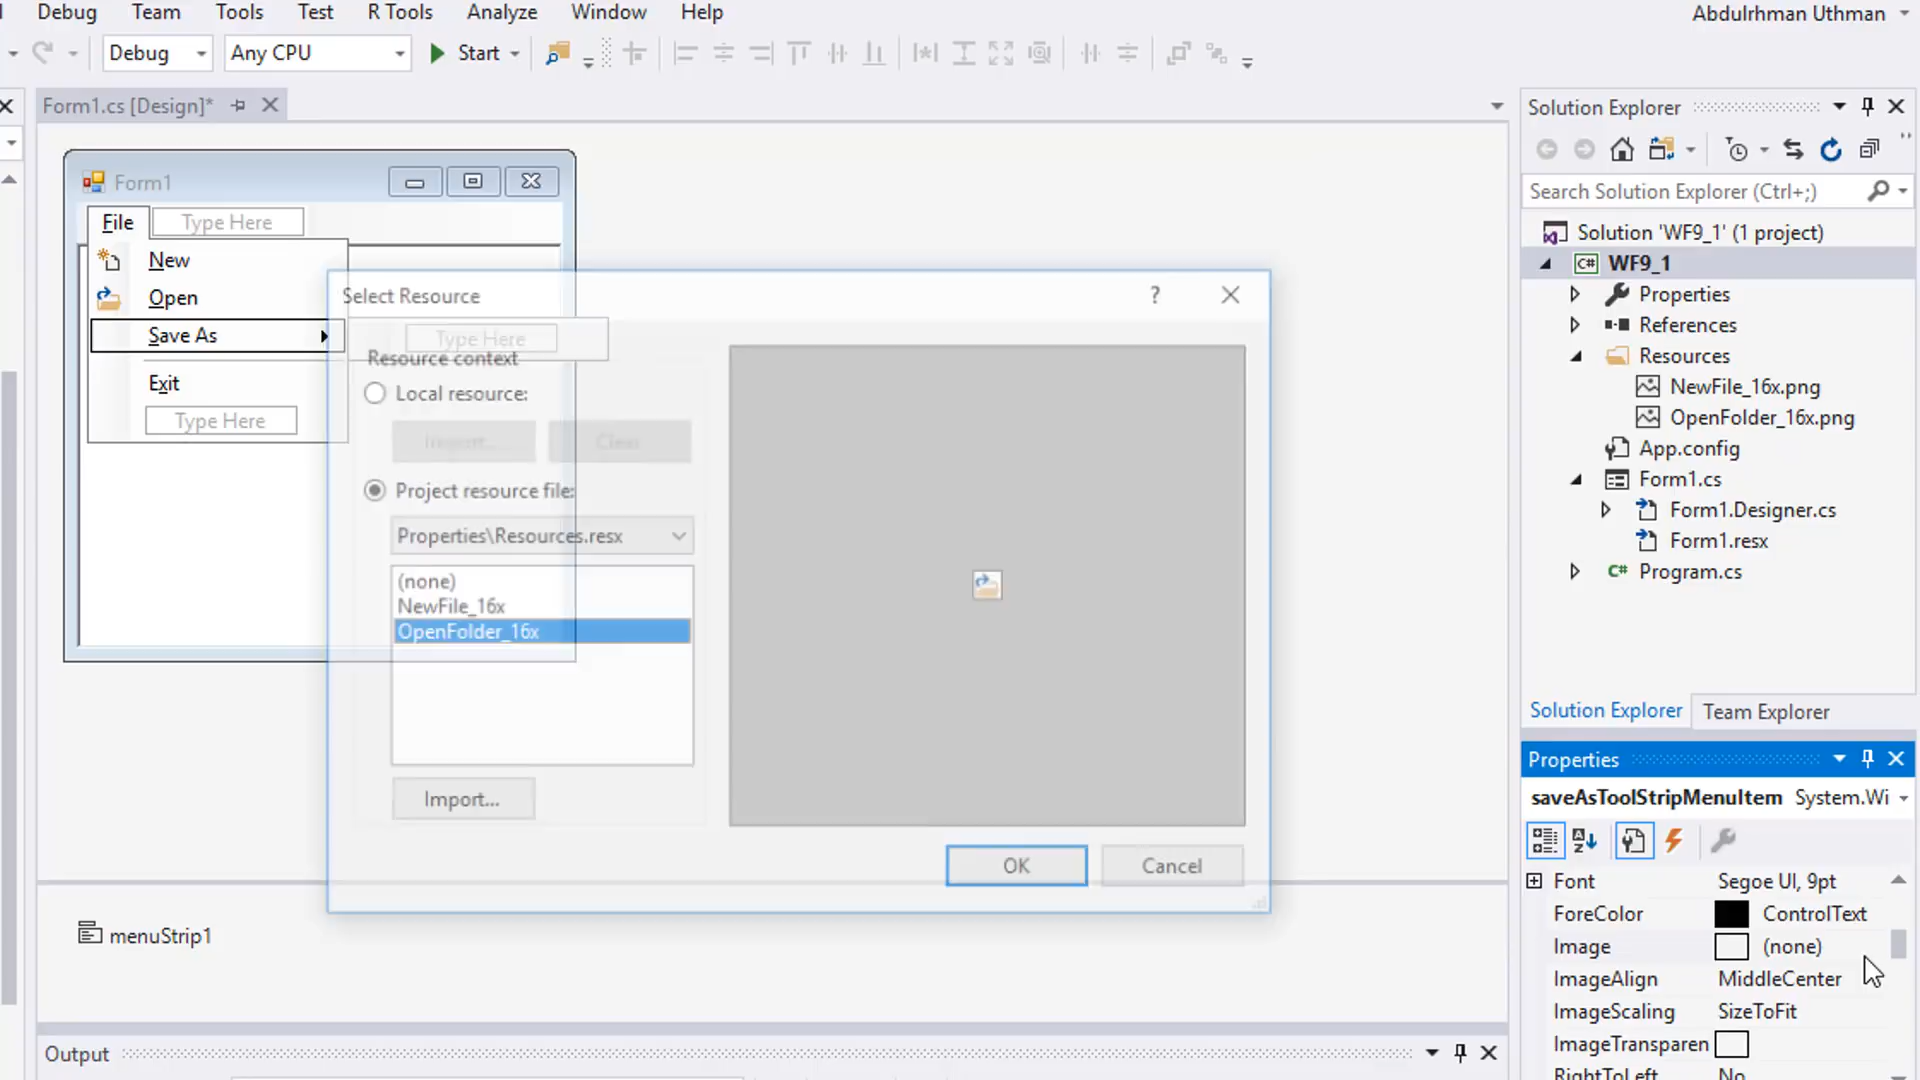 Debug Team Tools Test R Tools Analyze Window Help Abdulrhman Uthman
Debug Any CPU Start
Form1.cs [Design]*
Form1
File Type Here
New
Open
Save As
Type Here
Exit
Type Here
Select Resource ?
Resource context
Local resource:
Import... Clear
Project resource file:
Properties\Resources.resx
(none)
NewFile_16x
OpenFolder_16x
Import...
OK Cancel
menuStrip1
Output
Solution Explorer
Search Solution Explorer (Ctrl+;)
Solution 'WF9_1' (1 project)
C# WF9_1
Properties
References
Resources
NewFile_16x.png
OpenFolder_16x.png
App.config
Form1.cs
Form1.Designer.cs
Form1.resx
C# Program.cs
Solution Explorer Team Explorer
Properties
saveAsToolStripMenuItem System.Wi
Font Segoe UI, 9pt
ForeColor ControlText
Image (none)
ImageAlign MiddleCenter
ImageScaling SizeToFit
ImageTransparen
RightToLeft No